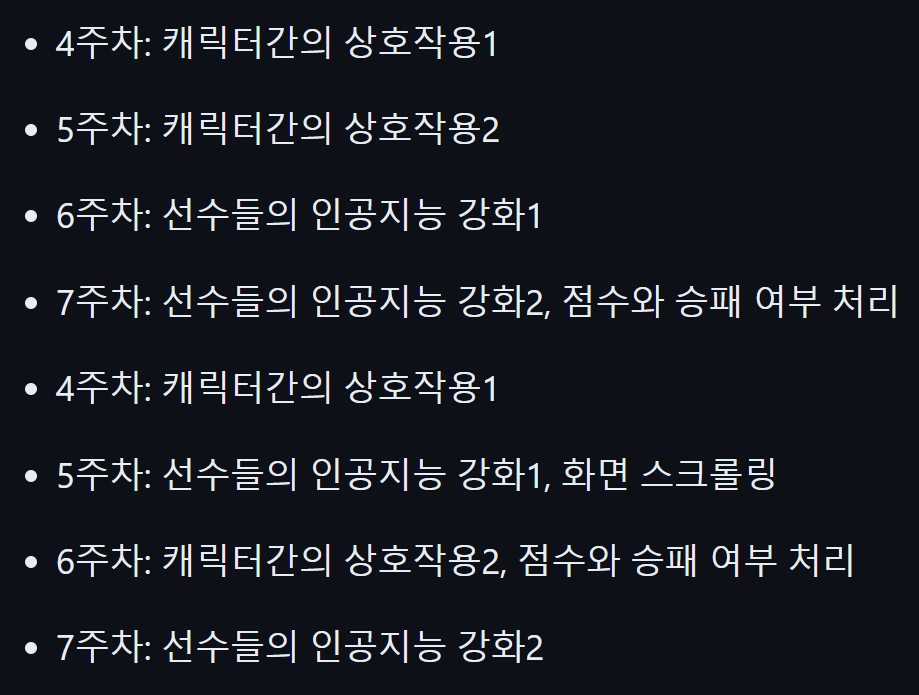 • 4주차: 캐릭터간의 상호작용1
• 5주차: 캐릭터간의 상호작용2
• 6주차: 선수들의 인공지능 강화1
• 7주차: 선수들의 인공지능 강화2, 점수와 승패 여부 처리
• 4주차: 캐릭터간의 상호작용1
• 5주차: 선수들의 인공지능 강화1, 화면 스크롤링
• 6주차: 캐릭터간의 상호작용2, 점수와 승패 여부 처리
• 7주차: 선수들의 인공지능 강화2